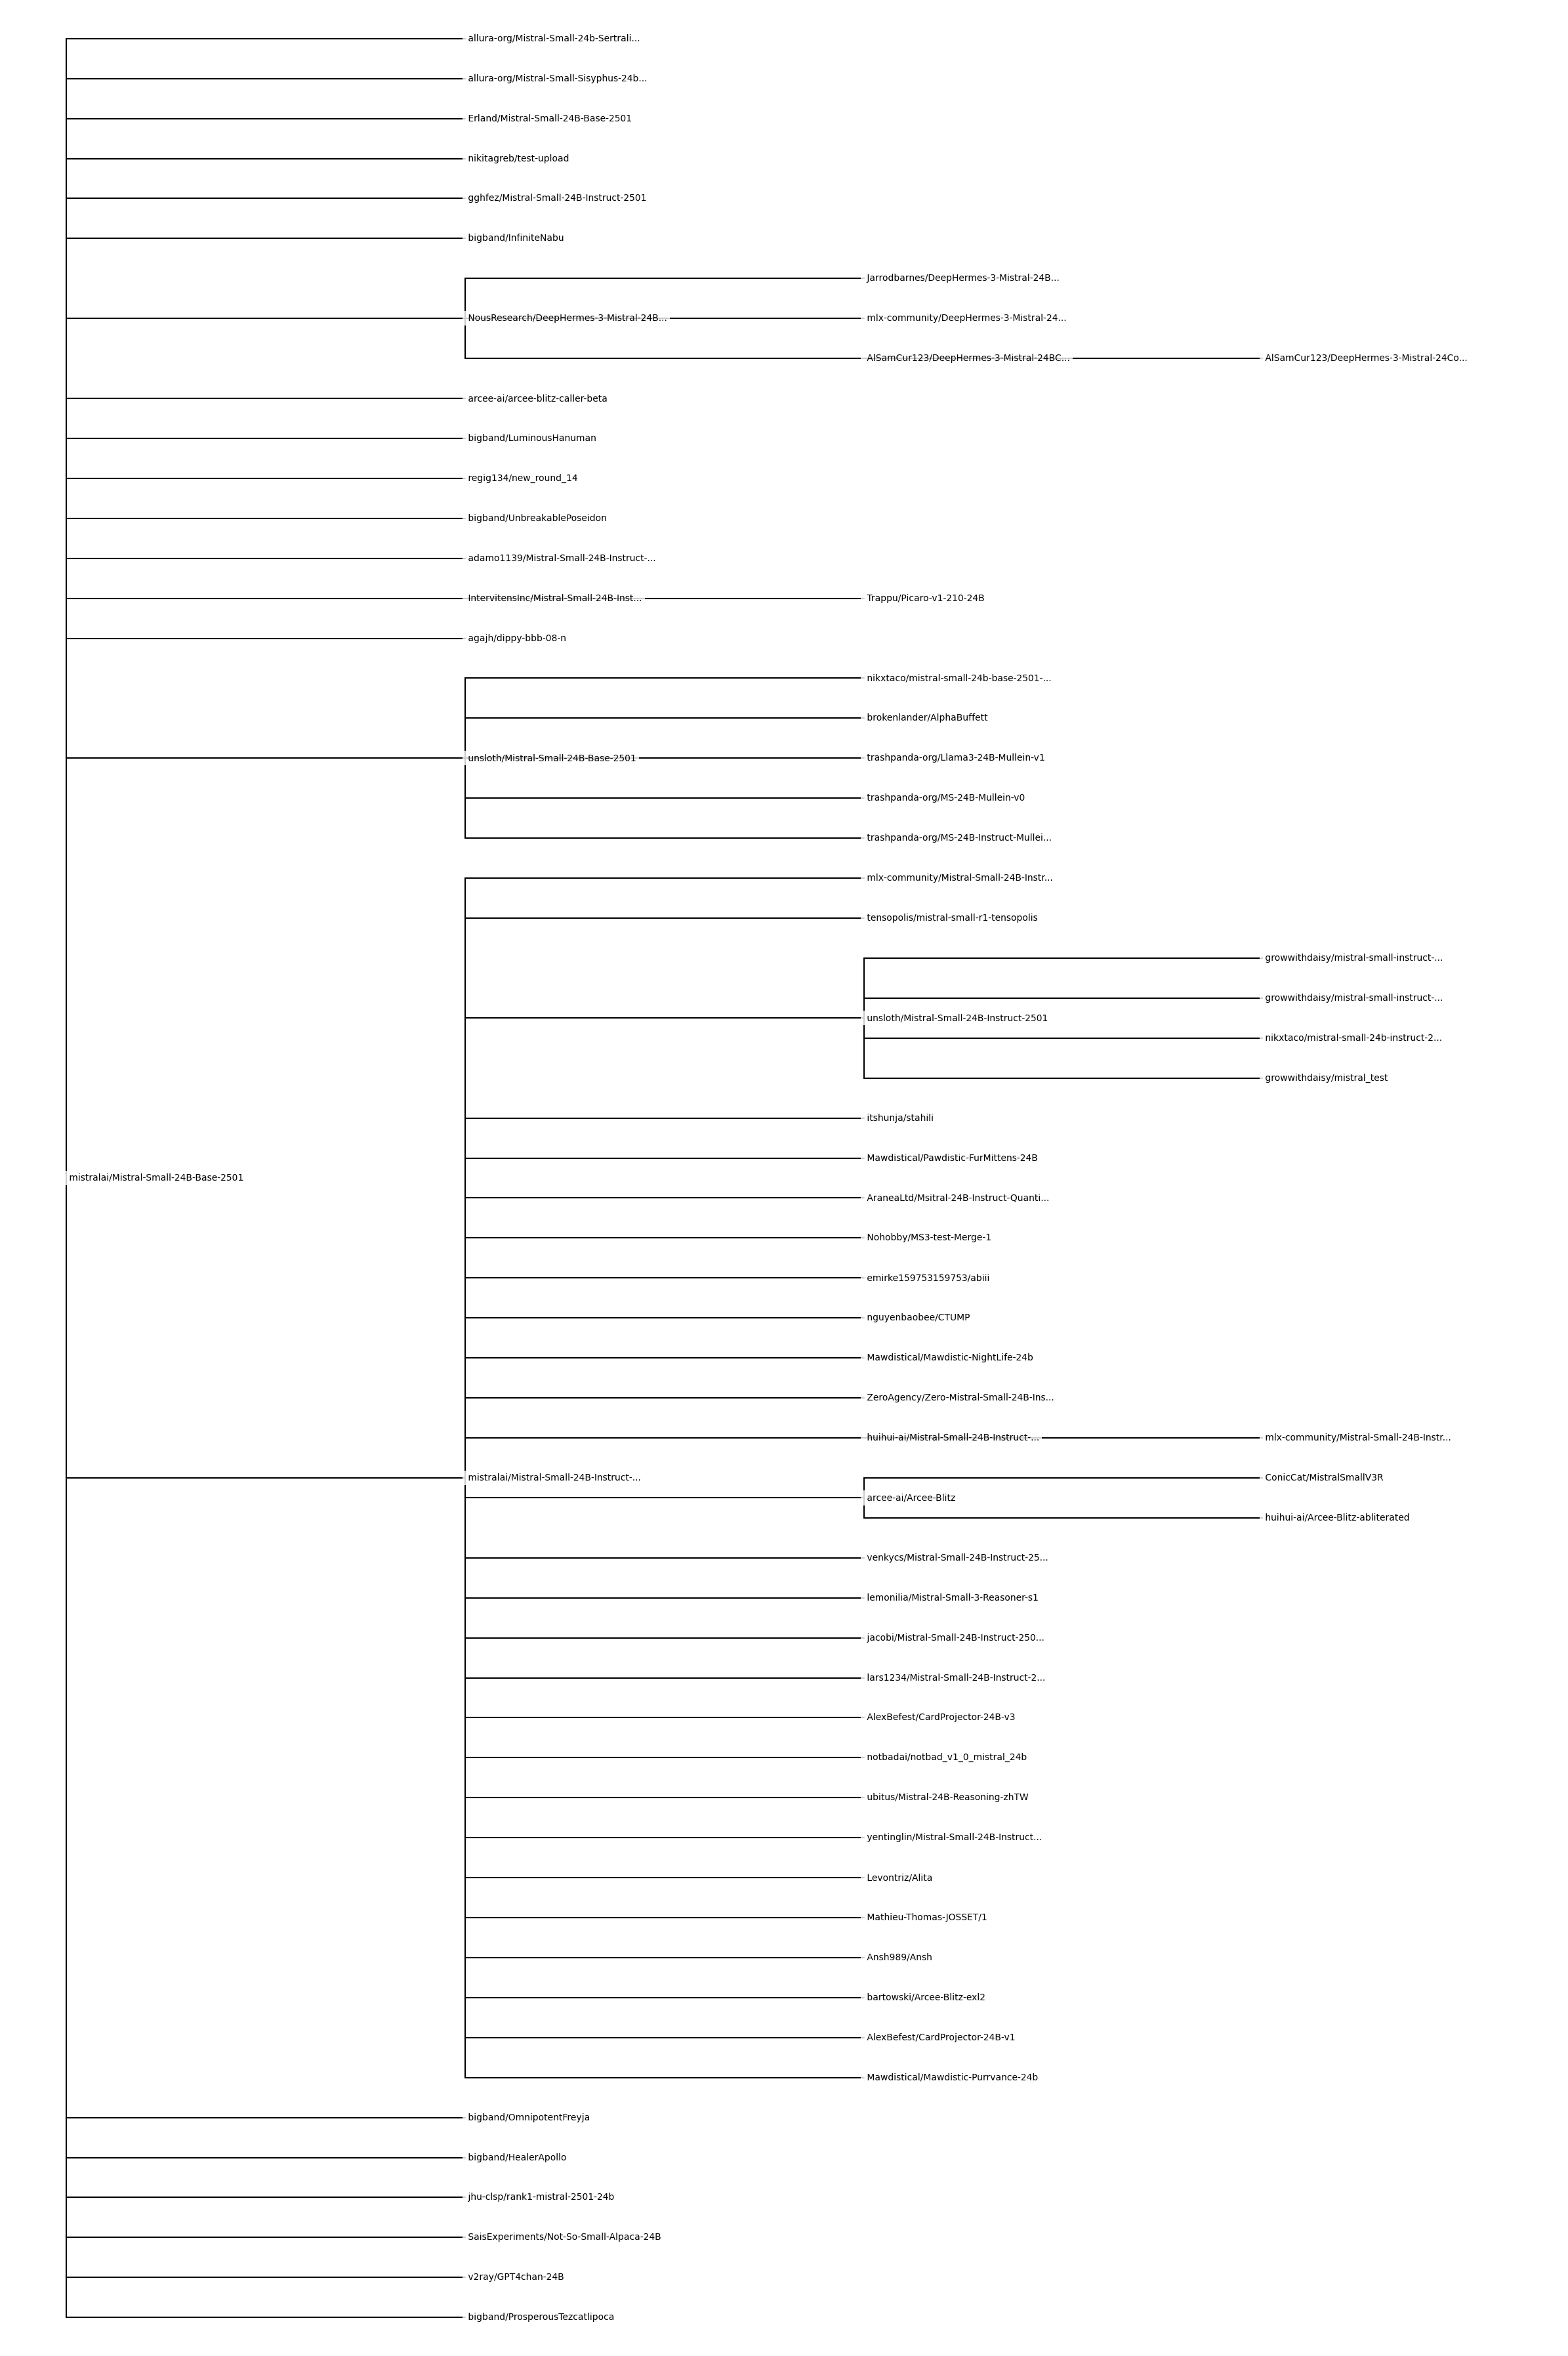 allura-org/Mistral-Small-24b-Sertrali...
allura-org/Mistral-Small-Sisyphus-24b...
Erland/Mistral-Small-24B-Base-2501
nikitagreb/test-upload
gghfez/Mistral-Small-24B-Instruct-2501
bigband/InfiniteNabu
Jarrodbarnes/DeepHermes-3-Mistral-24B...
NousResearch/DeepHermes-3-Mistral-24B...
mlx-community/DeepHermes-3-Mistral-24...
AlSamCur123/DeepHermes-3-Mistral-24BC...
AlSamCur123/DeepHermes-3-Mistral-24Co...
arcee-ai/arcee-blitz-caller-beta
bigband/LuminousHanuman
regig134/new_round_14
bigband/UnbreakablePoseidon
adamo1139/Mistral-Small-24B-Instruct-...
IntervitensInc/Mistral-Small-24B-Inst...
Trappu/Picaro-v1-210-24B
agajh/dippy-bbb-08-n
nikxtaco/mistral-small-24b-base-2501-...
brokenlander/AlphaBuffett
unsloth/Mistral-Small-24B-Base-2501
trashpanda-org/Llama3-24B-Mullein-v1
trashpanda-org/MS-24B-Mullein-v0
trashpanda-org/MS-24B-Instruct-Mullei...
mlx-community/Mistral-Small-24B-Instr...
tensopolis/mistral-small-r1-tensopolis
growwithdaisy/mistral-small-instruct-...
growwithdaisy/mistral-small-instruct-...
unsloth/Mistral-Small-24B-Instruct-2501
nikxtaco/mistral-small-24b-instruct-2...
growwithdaisy/mistral_test
itshunja/stahili
Mawdistical/Pawdistic-FurMittens-24B
mistralai/Mistral-Small-24B-Base-2501
AraneaLtd/Msitral-24B-Instruct-Quanti...
Nohobby/MS3-test-Merge-1
emirke159753159753/abiii
nguyenbaobee/CTUMP
Mawdistical/Mawdistic-NightLife-24b
ZeroAgency/Zero-Mistral-Small-24B-Ins...
huihui-ai/Mistral-Small-24B-Instruct-...
mlx-community/Mistral-Small-24B-Instr...
mistralai/Mistral-Small-24B-Instruct-...
ConicCat/MistralSmallV3R
arcee-ai/Arcee-Blitz
huihui-ai/Arcee-Blitz-abliterated
venkycs/Mistral-Small-24B-Instruct-25...
lemonilia/Mistral-Small-3-Reasoner-s1
jacobi/Mistral-Small-24B-Instruct-250...
lars1234/Mistral-Small-24B-Instruct-2...
AlexBefest/CardProjector-24B-v3
notbadai/notbad_v1_0_mistral_24b
ubitus/Mistral-24B-Reasoning-zhTW
yentinglin/Mistral-Small-24B-Instruct...
Levontriz/Alita
Mathieu-Thomas-JOSSET/1
Ansh989/Ansh
bartowski/Arcee-Blitz-exl2
AlexBefest/CardProjector-24B-v1
Mawdistical/Mawdistic-Purrvance-24b
bigband/OmnipotentFreyja
bigband/HealerApollo
jhu-clsp/rank1-mistral-2501-24b
SaisExperiments/Not-So-Small-Alpaca-24B
v2ray/GPT4chan-24B
bigband/ProsperousTezcatlipoca